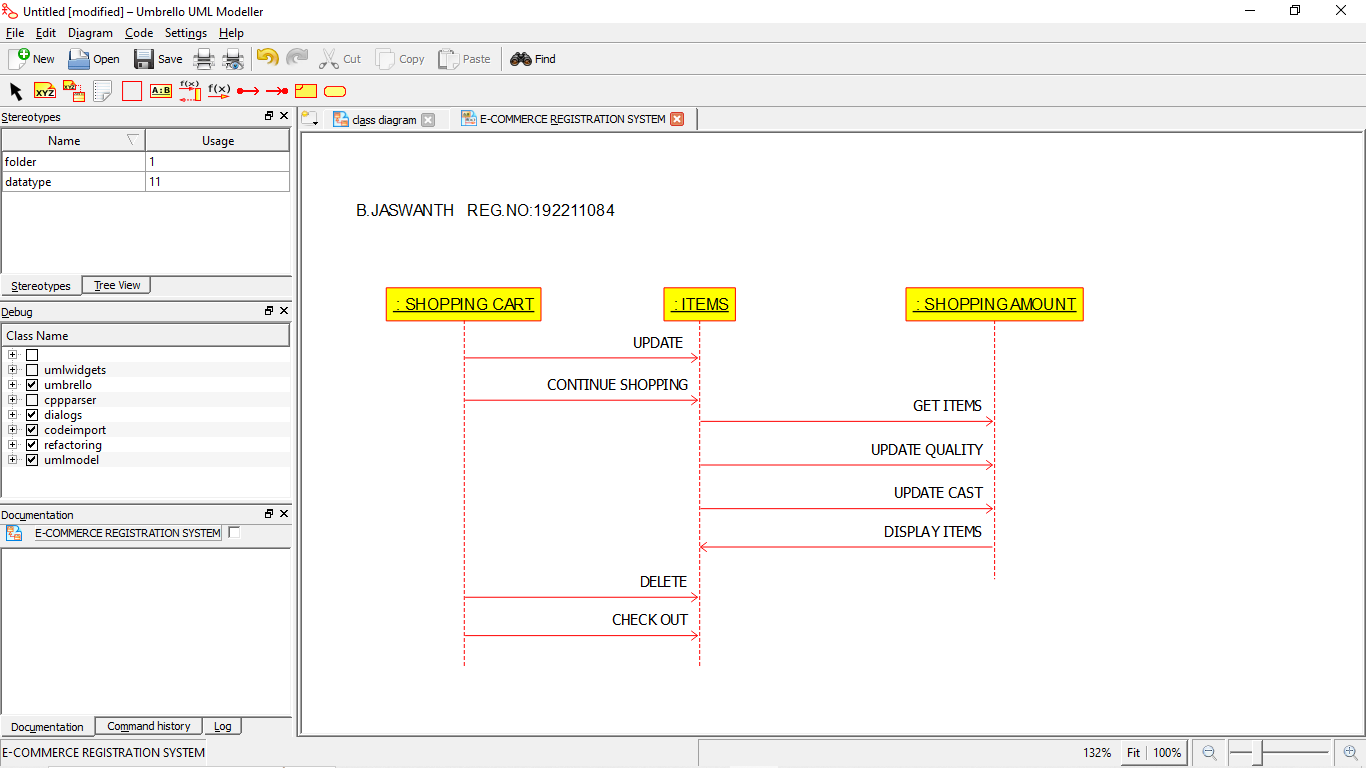 Untitled [modified] – Umbrello UML Modeller
File Edit Diagram Code Settings Help
New Open Save Cut Copy Paste Find
XYZ XYZ A:B f(x) f(x)
Stereotypes
class diagram E-COMMERCE REGISTRATION SYSTEM
Name Usage
folder 1
datatype 11
Stereotypes Tree View
Debug
Class Name
umlwidgets
umbrello
cppparser
dialogs
codeimport
refactoring
umlmodel
Documentation
E-COMMERCE REGISTRATION SYSTEM
Documentation Command history Log
B.JASWANTH REG.NO:192211084
: SHOPPING CART : ITEMS : SHOPPING AMOUNT
UPDATE
CONTINUE SHOPPING
GET ITEMS
UPDATE QUALITY
UPDATE CAST
DISPLAY ITEMS
DELETE
CHECK OUT
E-COMMERCE REGISTRATION SYSTEM 132% Fit 100%